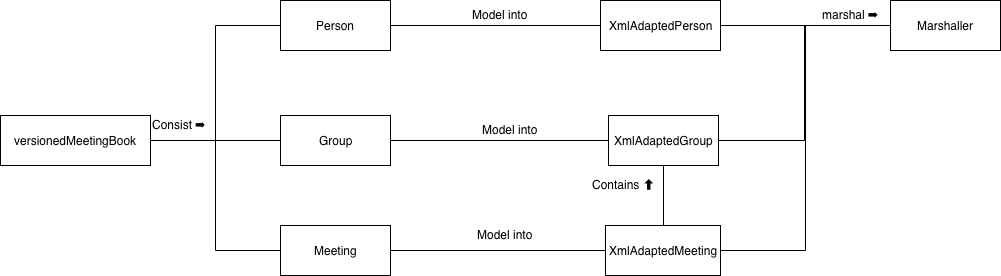 Person
Model into
XmlAdaptedPerson
marshal ➡
Marshaller
versionedMeetingBook
Consist ➡
Group
Model into
XmlAdaptedGroup
Contains ⬆
Meeting
Model into
XmlAdaptedMeeting